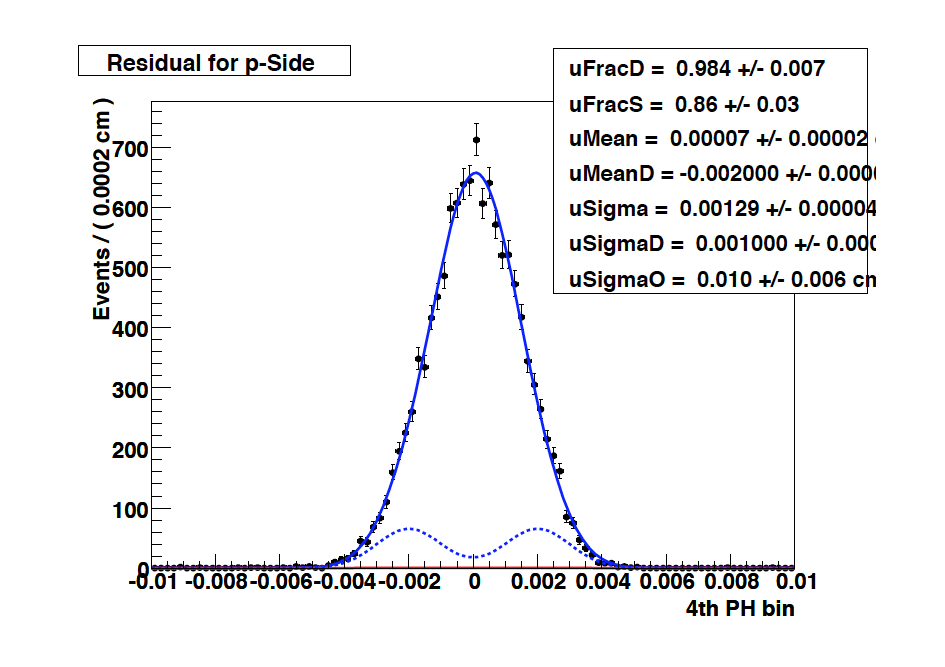 Residual for p-Side
uFracD = 0.984 +/- 0.007
uFracS = 0.86 +/- 0.03
uMean = 0.00007 +/- 0.00002
uMeanD = -0.002000 +/- 0.000
uSigma = 0.00129 +/- 0.00004
uSigmaD = 0.001000 +/- 0.000
uSigmaO = 0.010 +/- 0.006 cm
Events / ( 0.0002 cm )
700
600
500
400
300
200
100
0
-0.01 -0.008 -0.006 -0.004 -0.002 0 0.002 0.004 0.006 0.008 0.01
4th PH bin